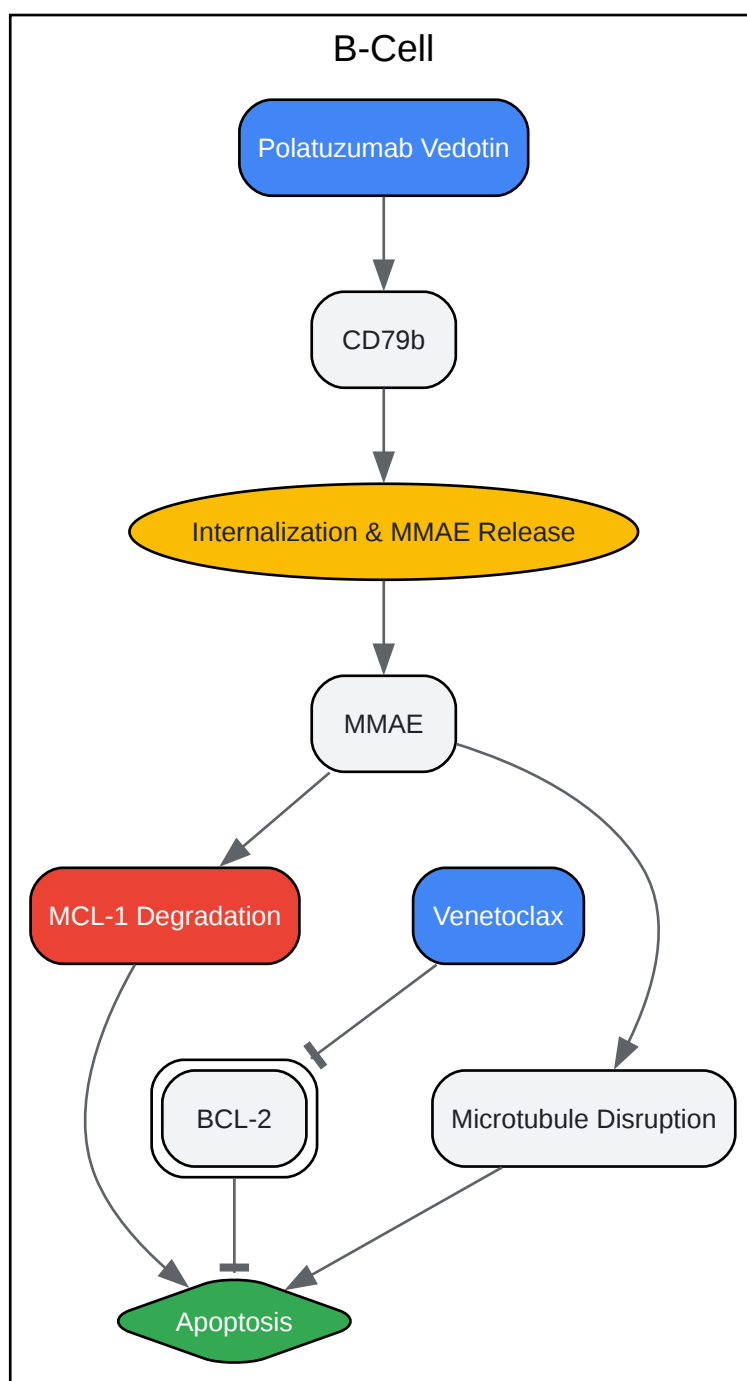 B-Cell
Polatuzumab Vedotin
CD79b
Internalization & MMAE Release
MMAE
MCL-1 Degradation
Venetoclax
BCL-2
Microtubule Disruption
Apoptosis